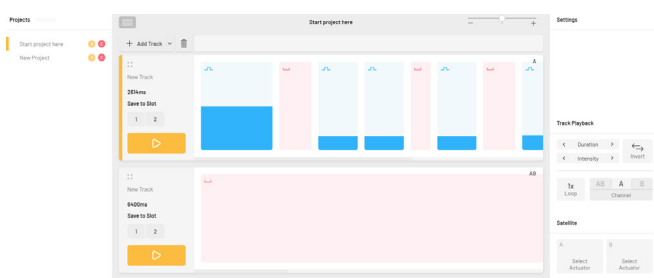 Projects
Start project here
New Project
Start project here
+ Add Track
New Track
2614ms
Save to Slot
1 2
A
New Track
6400ms
Save to Slot
1 2
AB
Settings
Track Playback
< Duration >
< Intensity >
Invert
1x
Loop
AB A B
Channel
Satellite
A
Select
Actuator
B
Select
Actuator